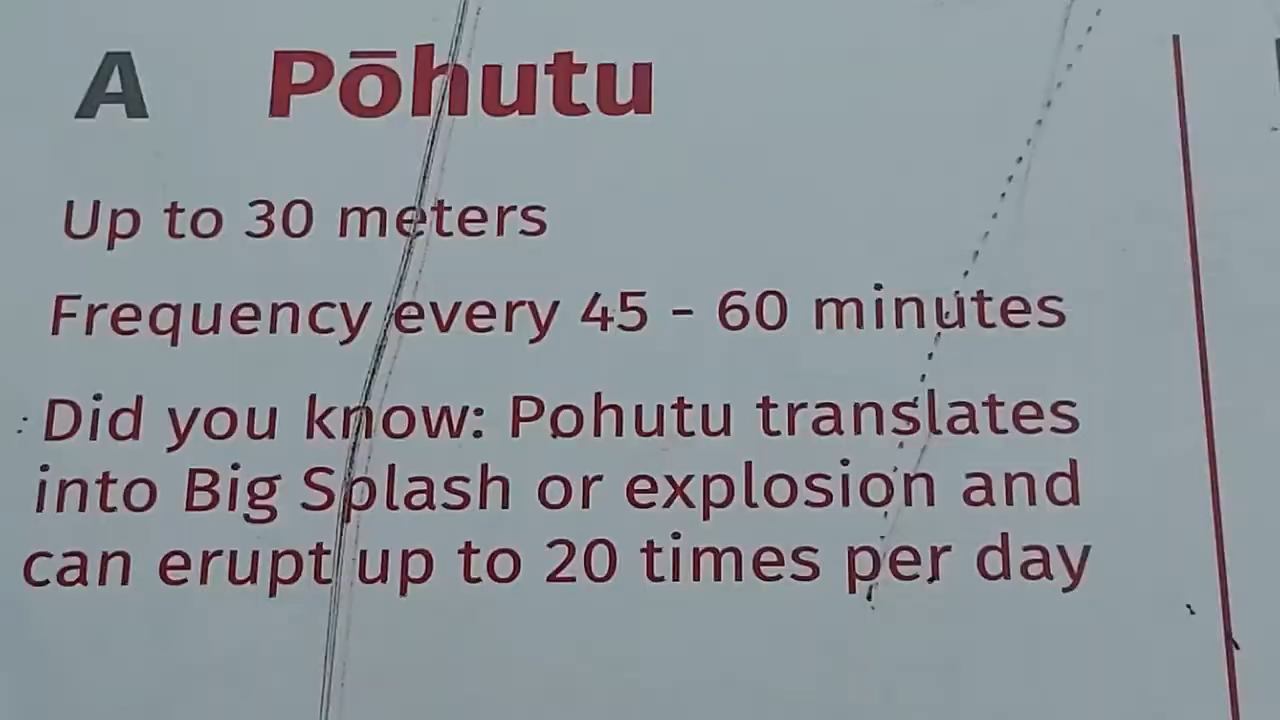 A Pōhutu
Up to 30 meters
Frequency every 45 - 60 minutes
Did you know: Pohutu translates
into Big Splash or explosion and
can erupt up to 20 times per day